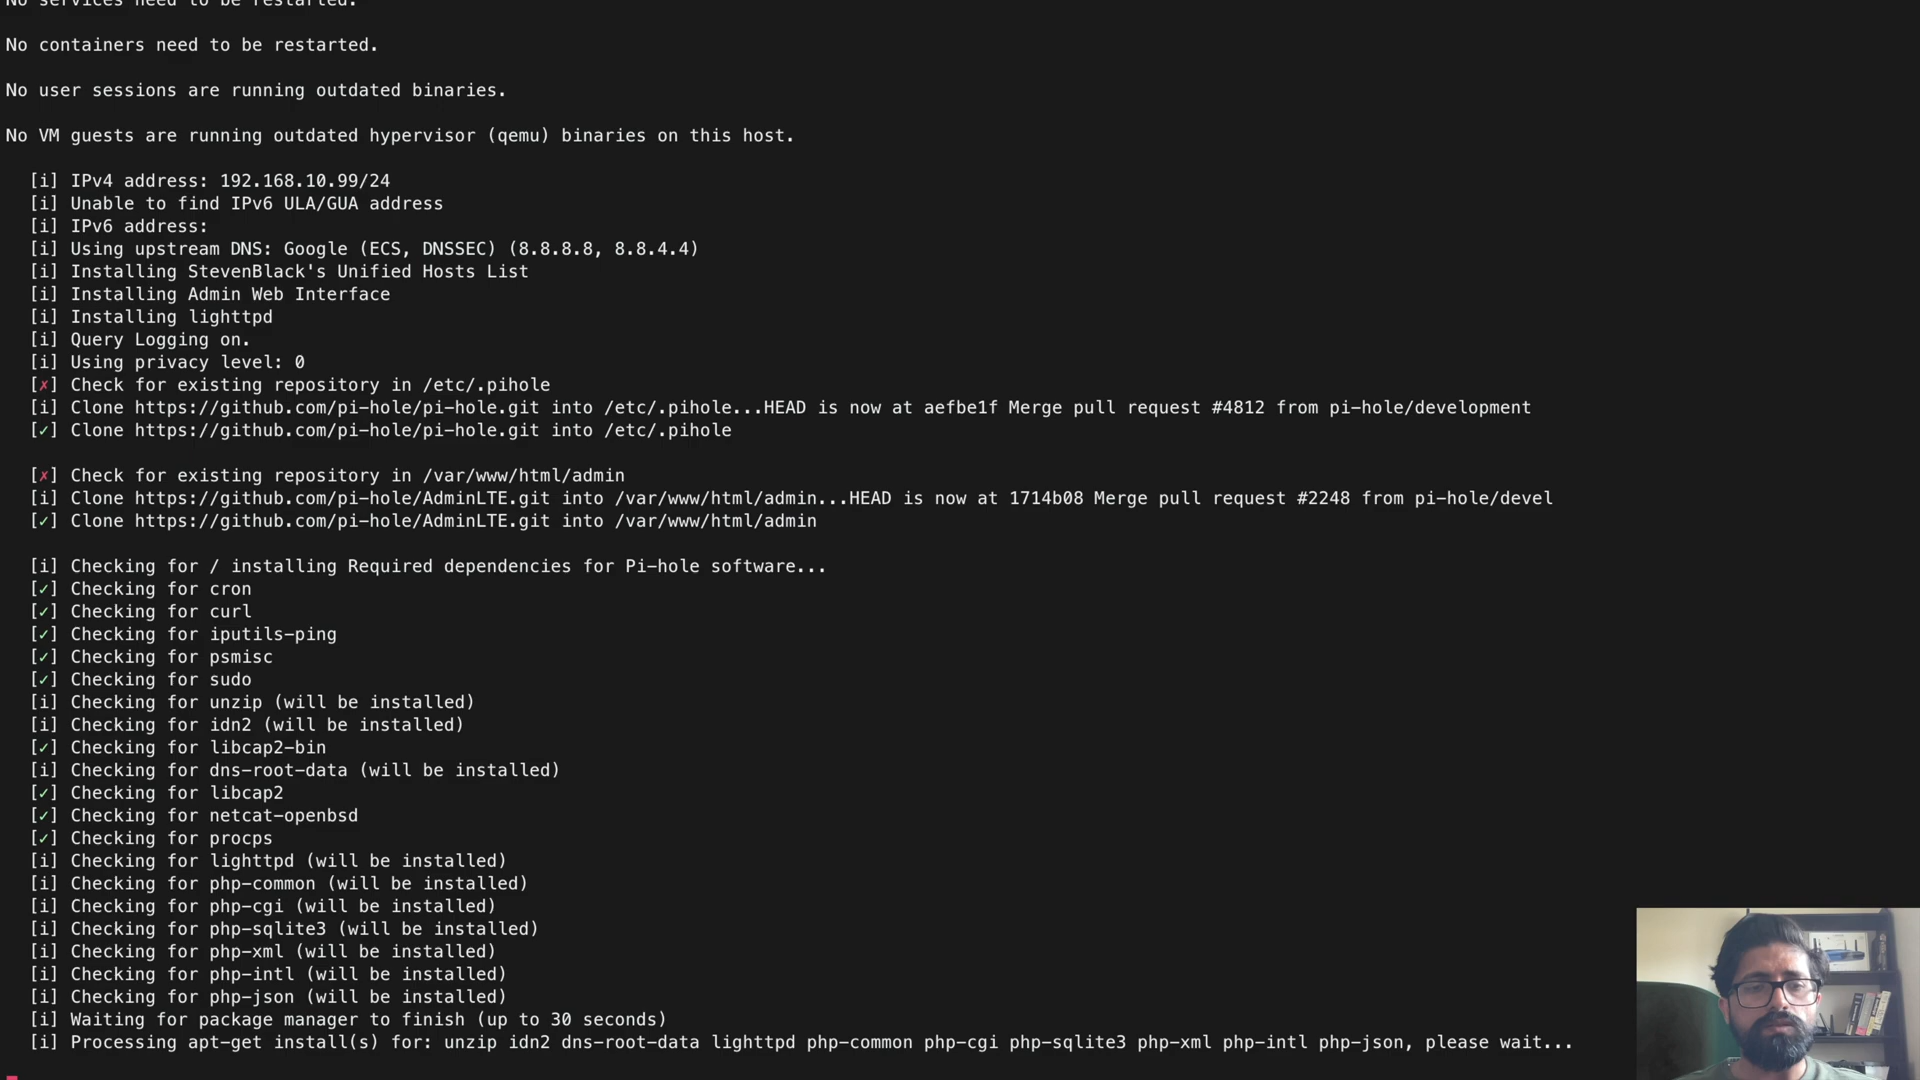 No services need to be restarted.
No containers need to be restarted.
No user sessions are running outdated binaries.
No VM guests are running outdated hypervisor (qemu) binaries on this host.
[i] IPv4 address: 192.168.10.99/24
[i] Unable to find IPv6 ULA/GUA address
[i] IPv6 address:
[i] Using upstream DNS: Google (ECS, DNSSEC) (8.8.8.8, 8.8.4.4)
[i] Installing StevenBlack's Unified Hosts List
[i] Installing Admin Web Interface
[i] Installing lighttpd
[i] Query Logging on.
[i] Using privacy level: 0
[✗] Check for existing repository in /etc/.pihole
[i] Clone https://github.com/pi-hole/pi-hole.git into /etc/.pihole...HEAD is now at aefbe1f Merge pull request #4812 from pi-hole/development
[✓] Clone https://github.com/pi-hole/pi-hole.git into /etc/.pihole
[✗] Check for existing repository in /var/www/html/admin
[i] Clone https://github.com/pi-hole/AdminLTE.git into /var/www/html/admin...HEAD is now at 1714b08 Merge pull request #2248 from pi-hole/devel
[✓] Clone https://github.com/pi-hole/AdminLTE.git into /var/www/html/admin
[i] Checking for / installing Required dependencies for Pi-hole software...
[✓] Checking for cron
[✓] Checking for curl
[✓] Checking for iputils-ping
[✓] Checking for psmisc
[✓] Checking for sudo
[i] Checking for unzip (will be installed)
[i] Checking for idn2 (will be installed)
[✓] Checking for libcap2-bin
[i] Checking for dns-root-data (will be installed)
[✓] Checking for libcap2
[✓] Checking for netcat-openbsd
[✓] Checking for procps
[i] Checking for lighttpd (will be installed)
[i] Checking for php-common (will be installed)
[i] Checking for php-cgi (will be installed)
[i] Checking for php-sqlite3 (will be installed)
[i] Checking for php-xml (will be installed)
[i] Checking for php-intl (will be installed)
[i] Checking for php-json (will be installed)
[i] Waiting for package manager to finish (up to 30 seconds)
[i] Processing apt-get install(s) for: unzip idn2 dns-root-data lighttpd php-common php-cgi php-sqlite3 php-xml php-intl php-json, please wait...